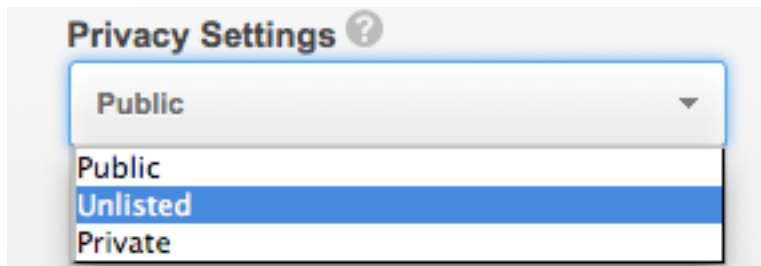 Privacy Settings ?
Public
Public
Unlisted
Private